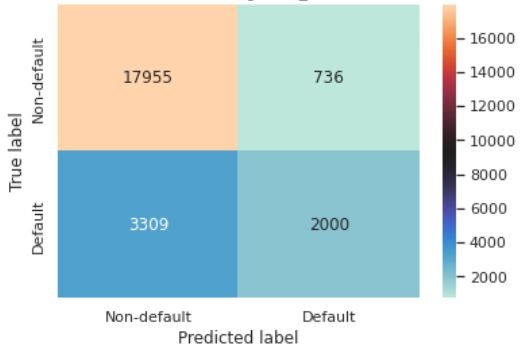 17955
736
3309
2000
True label
Non-default
Default
Non-default
Default
Predicted label
16000
14000
12000
10000
8000
6000
4000
2000